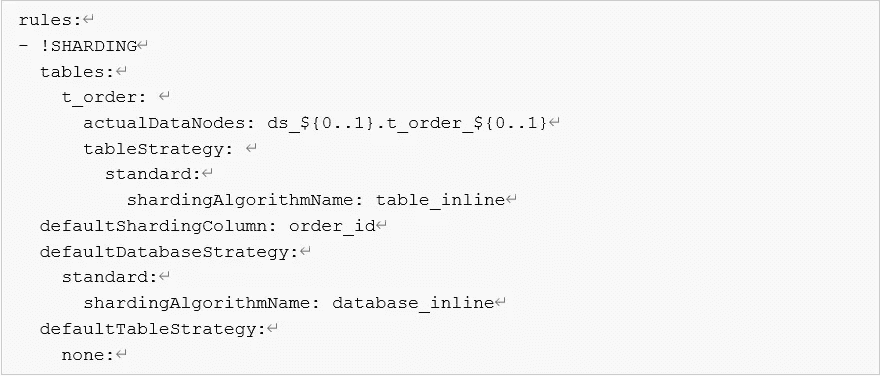 rules:↵
- !SHARDING↵
  tables:↵
    t_order: ↵
      actualDataNodes: ds_${0..1}.t_order_${0..1}↵
      tableStrategy: ↵
        standard:↵
          shardingAlgorithmName: table_inline↵
  defaultShardingColumn: order_id↵
  defaultDatabaseStrategy:↵
    standard:↵
      shardingAlgorithmName: database_inline↵
  defaultTableStrategy:↵
    none:↵